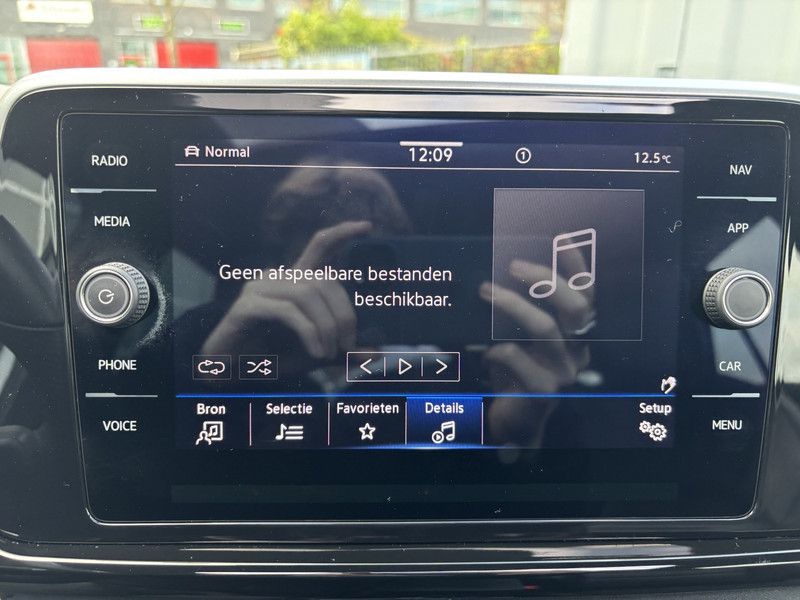 Normal
12:09
1
12.5°C
RADIO
MEDIA
PHONE
VOICE
Geen afspeelbare bestanden
beschikbaar.
NAV
APP
CAR
MENU
Bron
Selectie
Favorieten
Details
Setup